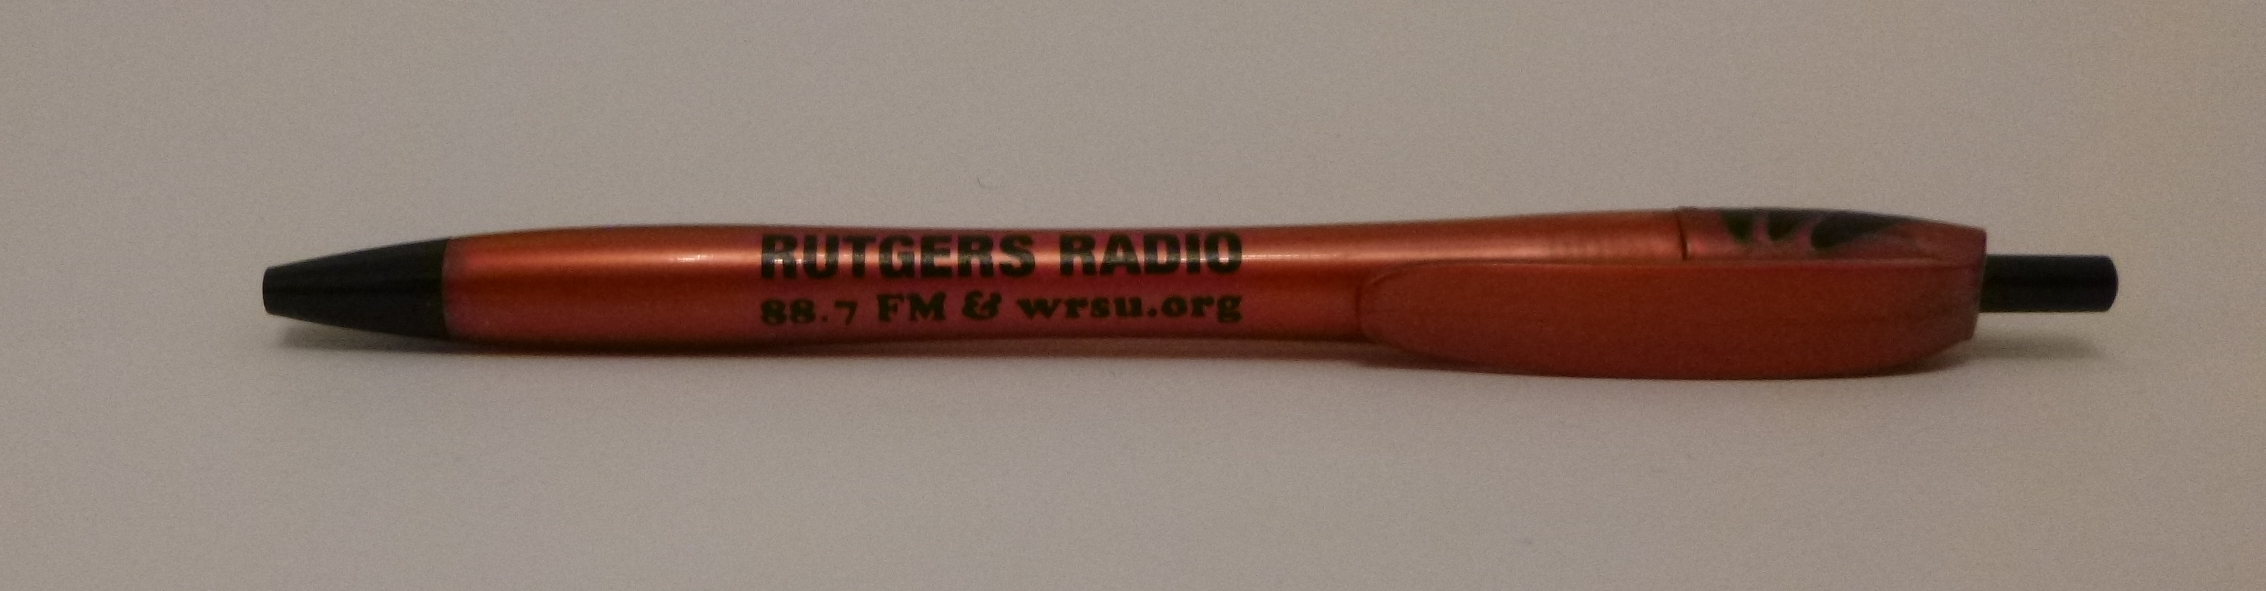 RUTGERS RADIO
88.7 FM & wrsu.org